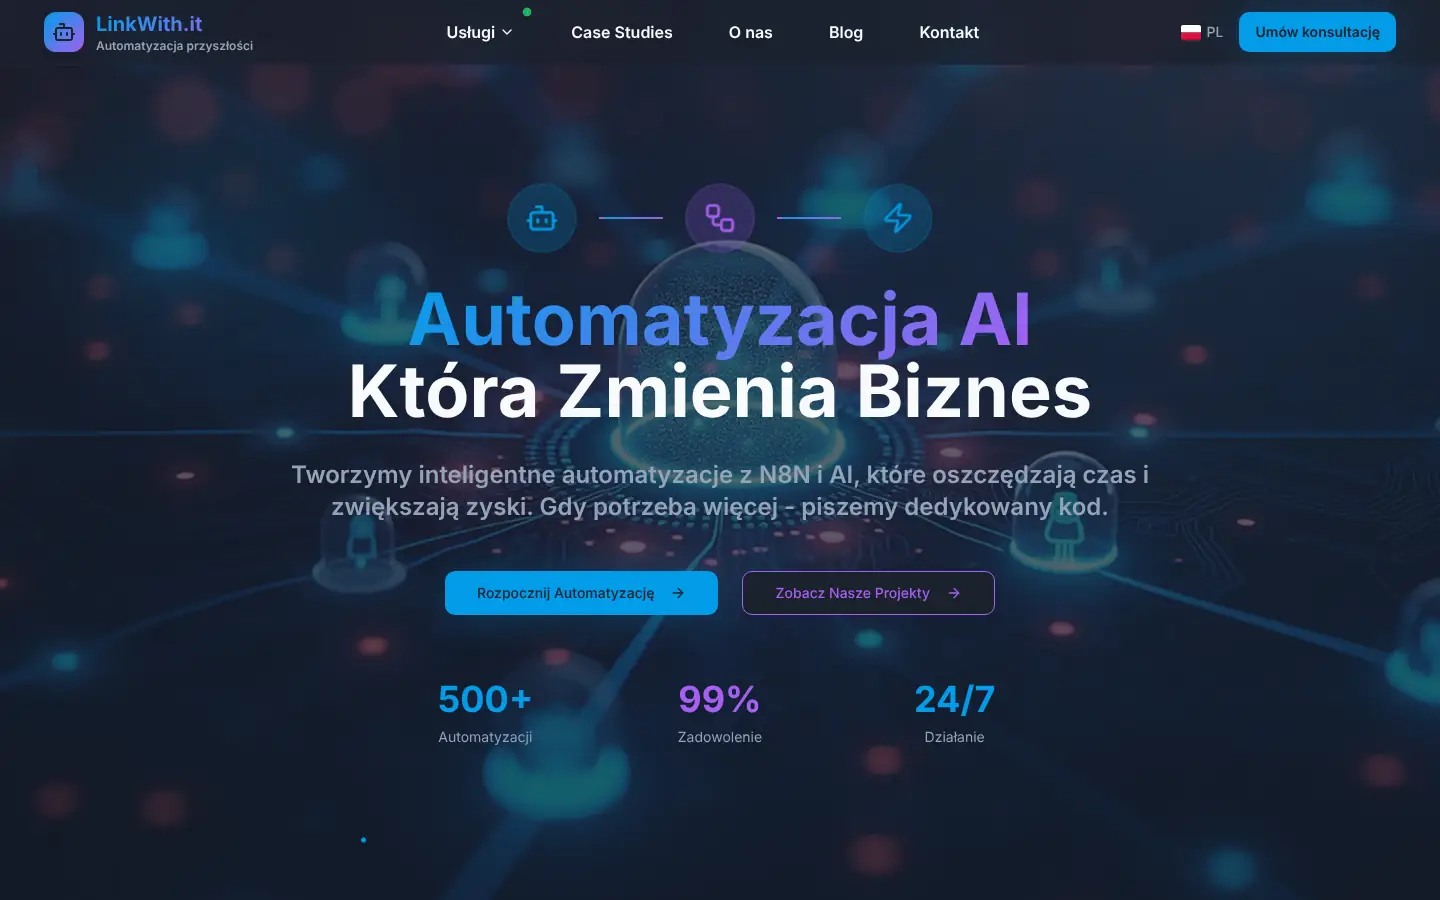 LinkWith.it
Automatyzacja przyszłości
Usługi
Case Studies
O nas
Blog
Kontakt
PL
Umów konsultację
Automatyzacja AI
Która Zmienia Biznes
Tworzymy inteligentne automatyzacje z N8N i AI, które oszczędzają czas i
zwiększają zyski. Gdy potrzeba więcej - piszemy dedykowany kod.
Rozpocznij Automatyzację
Zobacz Nasze Projekty
500+
Automatyzacji
99%
Zadowolenie
24/7
Działanie